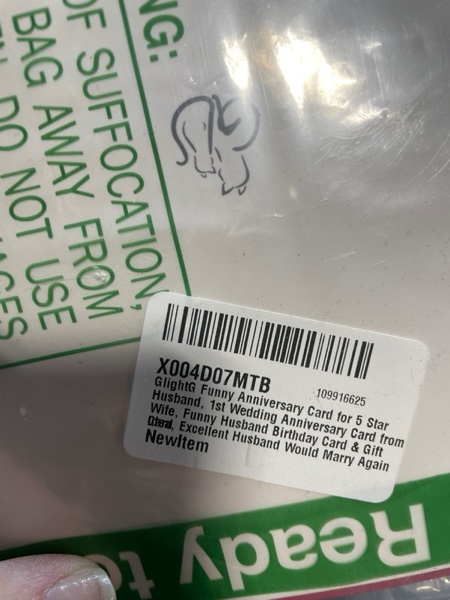 NG:
OF SUFFOCATION,
BAG AWAY FROM
DO NOT USE
X004D07MTB
109916625
GlightG Funny Anniversary Card for 5 Star
Husband, 1st Wedding Anniversary Card from
Wife, Funny Husband Birthday Card & Gift
Excellent Husband Would Marry Again
NewItem
Ready to